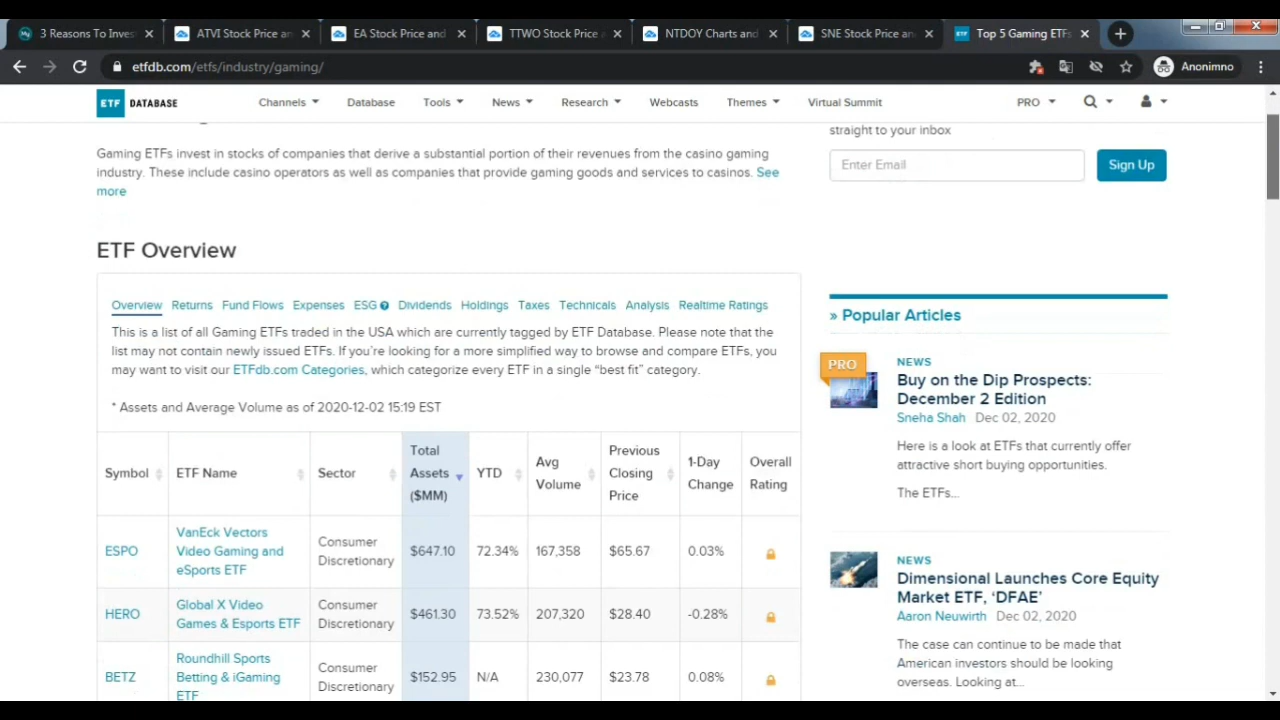 3 Reasons To Inves
ATVI Stock Price an
EA Stock Price and
NTDOY Charts and
SNE Stock Price an
Top 5 Gaming ETFs
etfdb.com/etfs/industry/gaming/
Anonimno
ETF DATABASE
Channels
Database
Tools
News
Research
Webcasts
Themes
Virtual Summit
PRO
straight to your inbox
Enter Email
Sign Up
Gaming ETFs invest in stocks of companies that derive a substantial portion of their revenues from the casino gaming
industry. These include casino operators as well as companies that provide gaming goods and services to casinos. See
more
ETF Overview
Overview Returns Fund Flows Expenses ESG Dividends Holdings Taxes Technicals Analysis Realtime Ratings
This is a list of all Gaming ETFs traded in the USA which are currently tagged by ETF Database. Please note that the
list may not contain newly issued ETFs. If you're looking for a more simplified way to browse and compare ETFs, you
may want to visit our ETFdb.com Categories, which categorize every ETF in a single “best fit” category.
* Assets and Average Volume as of 2020-12-02 15:19 EST
Symbol
ETF Name
Sector
Total
Assets
($MM)
YTD
Avg
Volume
Previous
Closing
Price
1-Day
Change
Overall
Rating
ESPO
VanEck Vectors
Video Gaming and
eSports ETF
Consumer
Discretionary
$647.10
72.34%
167,358
$65.67
0.03%
HERO
Global X Video
Games & Esports ETF
Consumer
Discretionary
$461.30
73.52%
207,320
$28.40
-0.28%
BETZ
Roundhill Sports
Betting & iGaming
ETF
Consumer
Discretionary
$152.95
N/A
230,077
$23.78
0.08%
» Popular Articles
PRO
NEWS
Buy on the Dip Prospects:
December 2 Edition
Sneha Shah Dec 02, 2020
Here is a look at ETFs that currently offer
attractive short buying opportunities.
The ETFs...
NEWS
Dimensional Launches Core Equity
Market ETF, ‘DFAE’
Aaron Neuwirth Dec 02, 2020
The case can continue to be made that
American investors should be looking
overseas. Looking at...